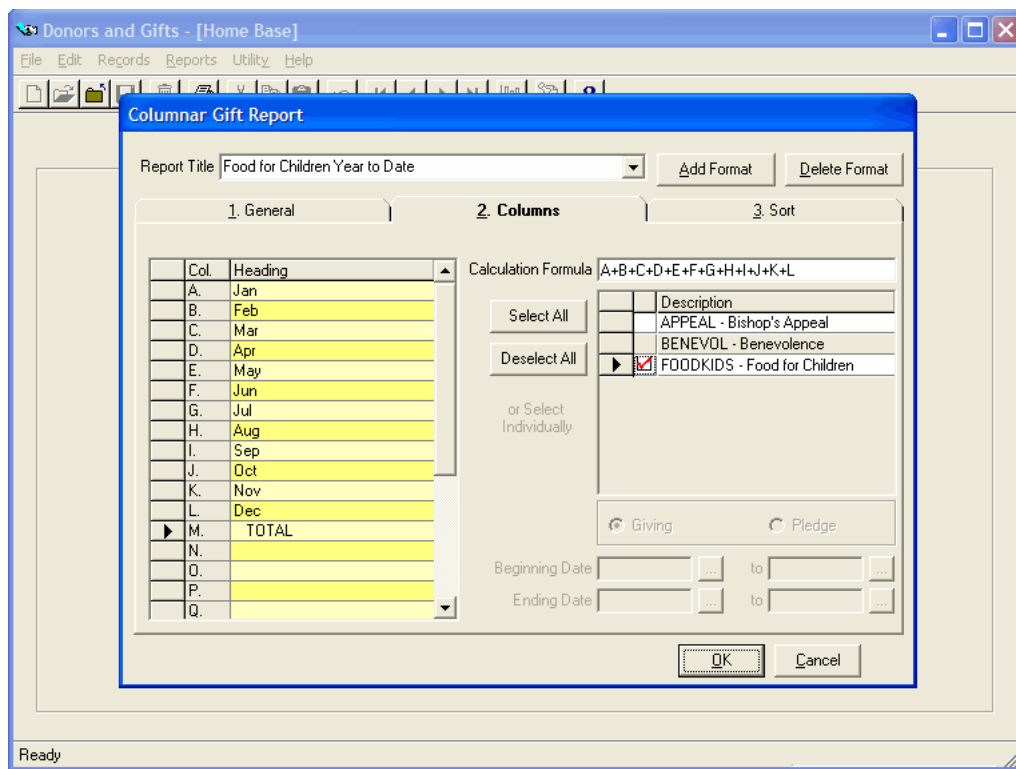 Donors and Gifts - [Home Base]
File Edit Records Reports Utility Help
Columnar Gift Report
Report Title Food for Children Year to Date Add Format Delete Format
1. General 2. Columns 3. Sort
Col. Heading
A. Jan
B. Feb
C. Mar
D. Apr
E. May
F. Jun
G. Jul
H. Aug
I. Sep
J. Oct
K. Nov
L. Dec
M. TOTAL
N.
O.
P.
Q.
Calculation Formula A+B+C+D+E+F+G+H+I+J+K+L
Select All
Deselect All
or Select
Individually
Description
APPEAL - Bishop's Appeal
BENEVOL - Benevolence
FOODKIDS - Food for Children
Giving Pledge
Beginning Date ... to ...
Ending Date ... to ...
OK Cancel
Ready